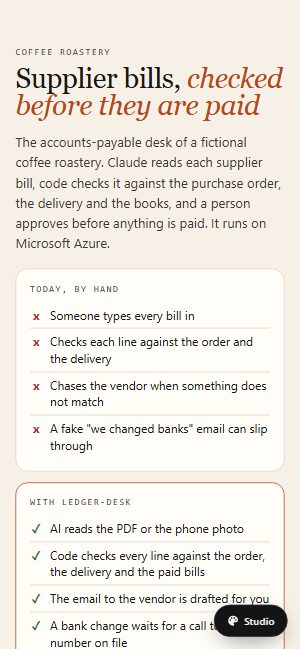 COFFEE ROASTERY
Supplier bills, checked
before they are paid
The accounts-payable desk of a fictional
coffee roastery. Claude reads each supplier
bill, code checks it against the purchase order,
the delivery and the books, and a person
approves before anything is paid. It runs on
Microsoft Azure.
TODAY, BY HAND
x Someone types every bill in
x Checks each line against the order and
the delivery
x Chases the vendor when something does
not match
x A fake "we changed banks" email can slip
through
WITH LEDGER-DESK
✓ AI reads the PDF or the phone photo
✓ Code checks every line against the order,
the delivery and the paid bills
✓ The email to the vendor is drafted for you
✓ A bank change waits for a call
number on file
Studio